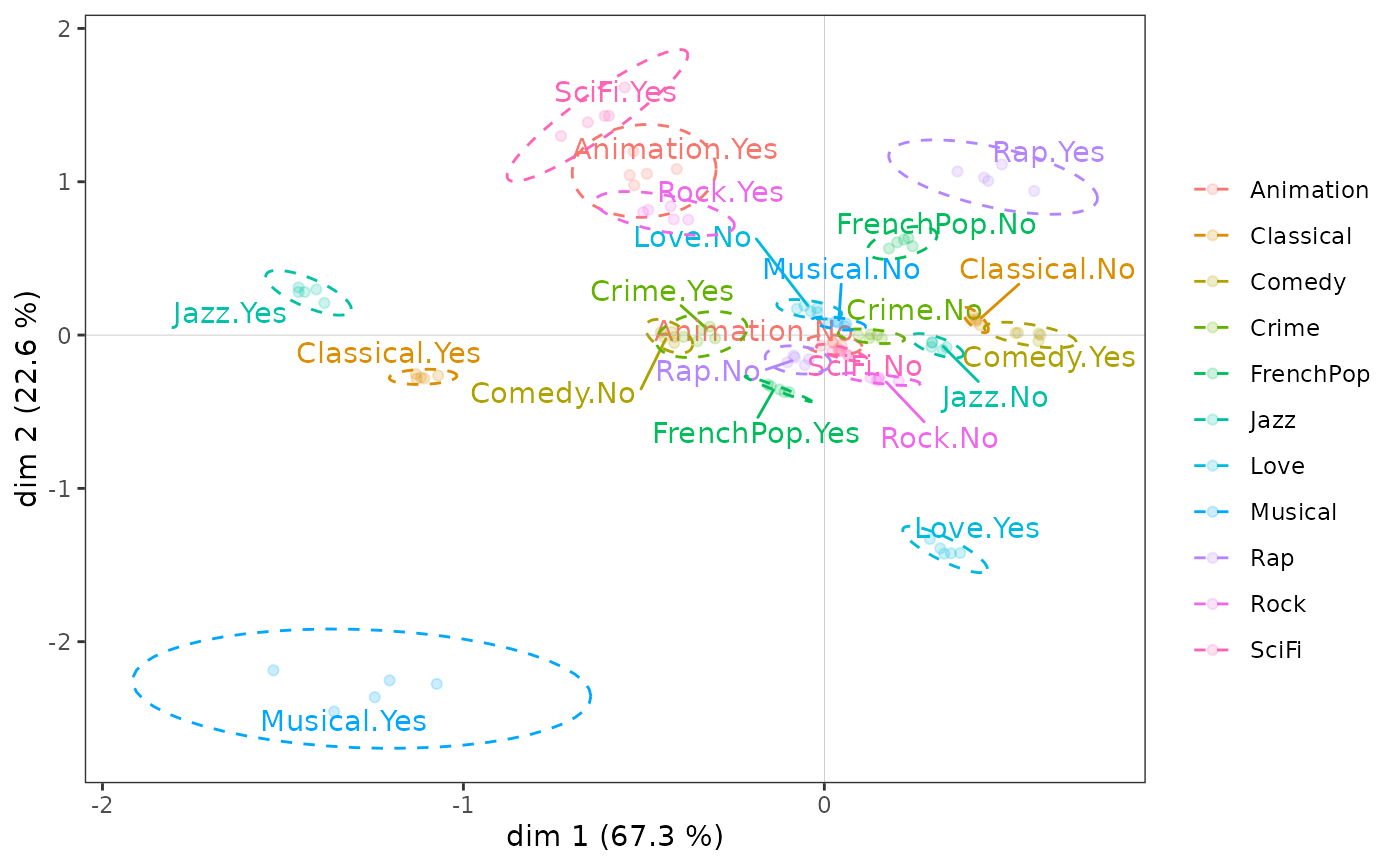 2
1
0
-1
-2
dim 2 (22.6 %)
SciFi.Yes
Animation.Yes
Rap.Yes
Rock.Yes
FrenchPop.No
Love.No
Musical.No
Classical.No
Crime.Yes
Jazz.Yes
Crime.No
Animation.No
Classical.Yes
Comedy.Yes
SciFi.No
Rap.No
Comedy.No
Jazz.No
FrenchPop.Yes
Rock.No
Love.Yes
Musical.Yes
-2
-1
0
dim 1 (67.3 %)
Animation
Classical
Comedy
Crime
FrenchPop
Jazz
Love
Musical
Rap
Rock
SciFi